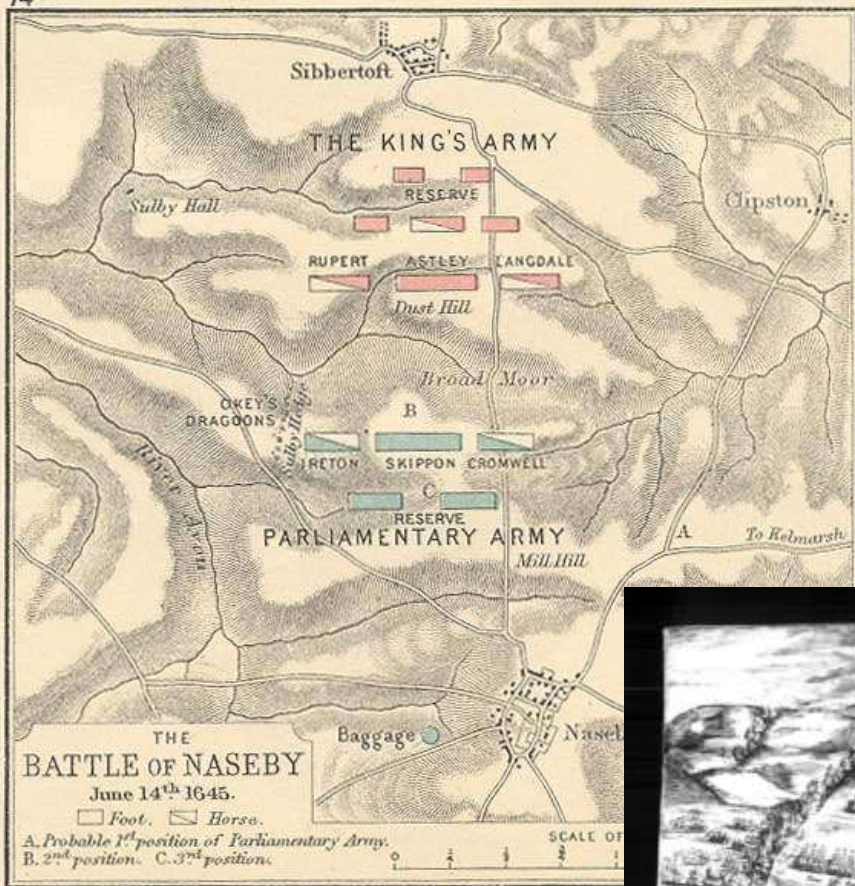 Sibbertoft
THE KING'S ARMY
RESERVE
Sulby Hall
Clipston
RUPERT ASTLEY LANGDALE
Dust Hill
Broad Moor
B
OKEY'S
DRAGOONS
Sulby Hedge
IRETON SKIPPON CROMWELL
C
RESERVE
River Avon
PARLIAMENTARY ARMY
A
To Kelmarsh
Mill Hill
Baggage
THE
BATTLE OF NASEBY
June 14th 1645.
Foot. Horse.
A. Probable 1st position of Parliamentary Army.
B. 2nd position. C. 3rd position.
SCALE OF
0